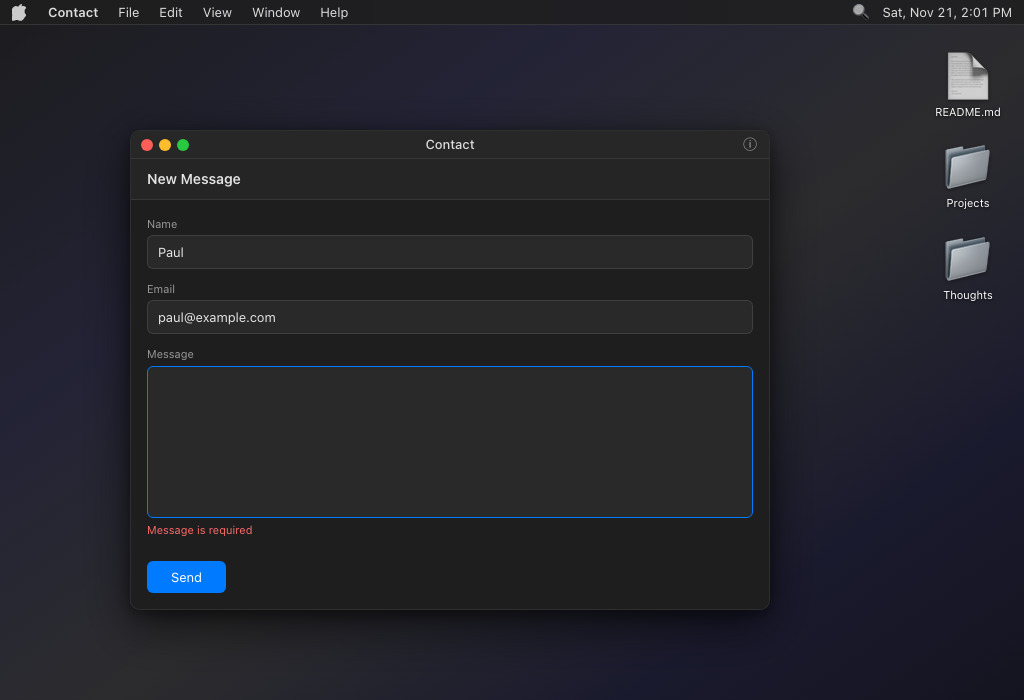 Contact File Edit View Window Help Sat, Nov 21, 2:01 PM
README.md
Projects
Thoughts
Contact
New Message
Name
Paul
Email
paul@example.com
Message
Message is required
Send